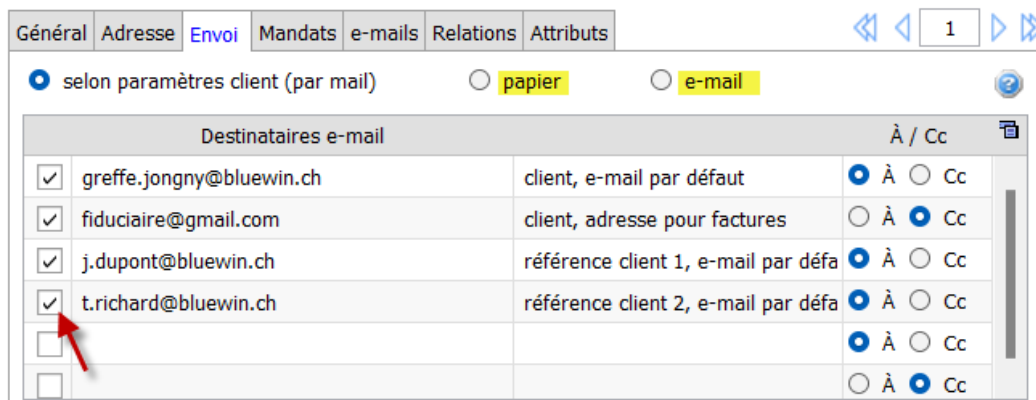 Général Adresse Envoi Mandats e-mails Relations Attributs 1
selon paramètres client (par mail) papier e-mail
Destinataires e-mail À / Cc
greffe.jongny@bluewin.ch client, e-mail par défaut À Cc
fiduciaire@gmail.com client, adresse pour factures À Cc
j.dupont@bluewin.ch référence client 1, e-mail par défa À Cc
t.richard@bluewin.ch référence client 2, e-mail par défa À Cc
À Cc
À Cc